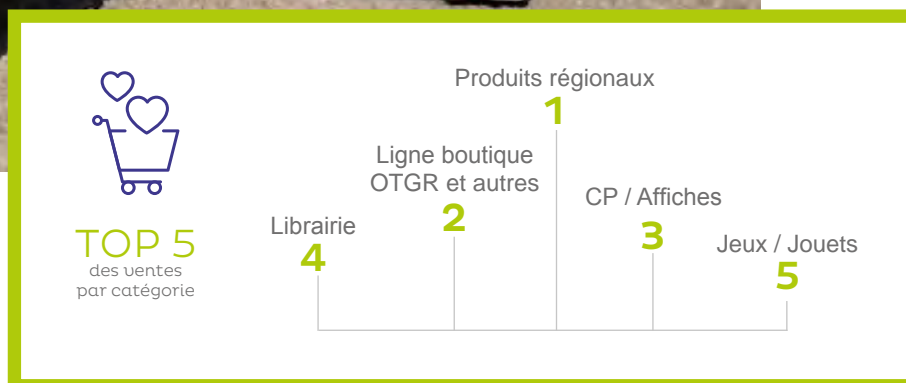 TOP 5
des ventes
par catégorie
Produits régionaux
1
Ligne boutique
OTGR et autres
2
CP / Affiches
3
Librairie
4
Jeux / Jouets
5